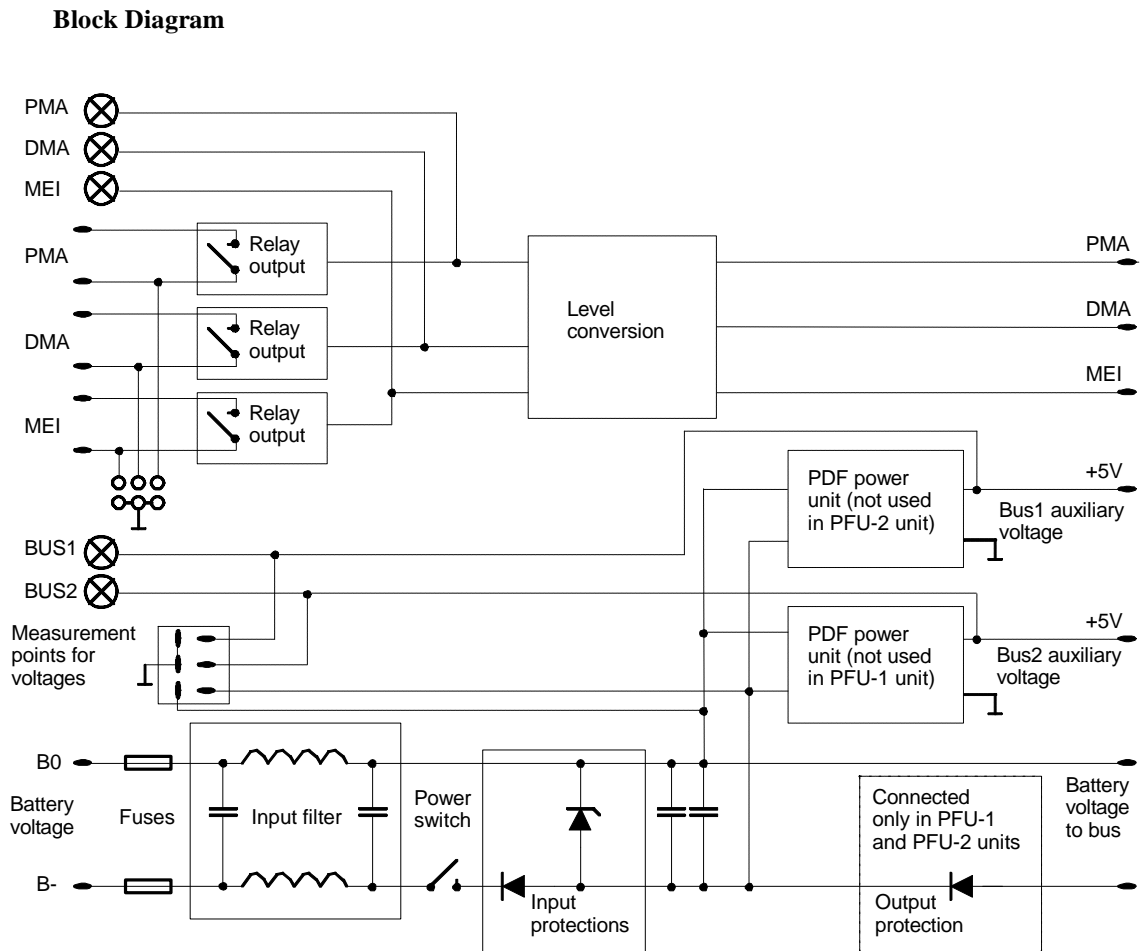 Block Diagram
PMA
DMA
MEI
PMA
Relay
output
DMA
Relay
output
MEI
Relay
output
Level
conversion
PMA
DMA
MEI
PDF power
unit (not used
in PFU-2 unit)
+5V
Bus1 auxiliary
voltage
BUS1
BUS2
Measurement
points for
voltages
PDF power
unit (not used
in PFU-1 unit)
+5V
Bus2 auxiliary
voltage
B0
Battery
voltage
B-
Fuses
Input filter
Power
switch
Input
protections
Connected
only in PFU-1
and PFU-2 units
Output
protection
Battery
voltage
to bus